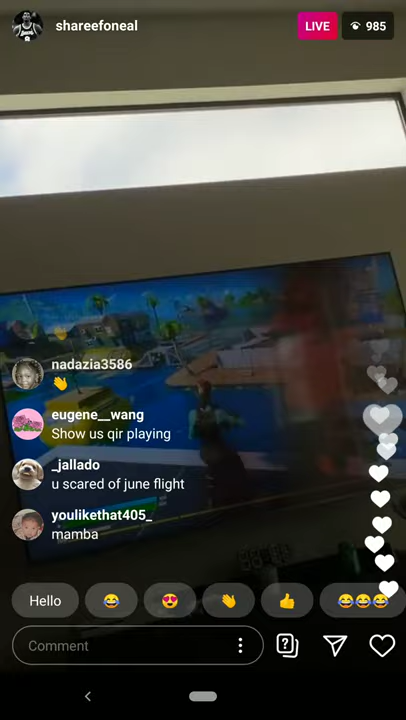 shareefoneal
LIVE
985
nadazia3586
👋
eugene__wang
Show us qir playing
_jallado
u scared of june flight
youlikethat405_
mamba
Hello
Comment